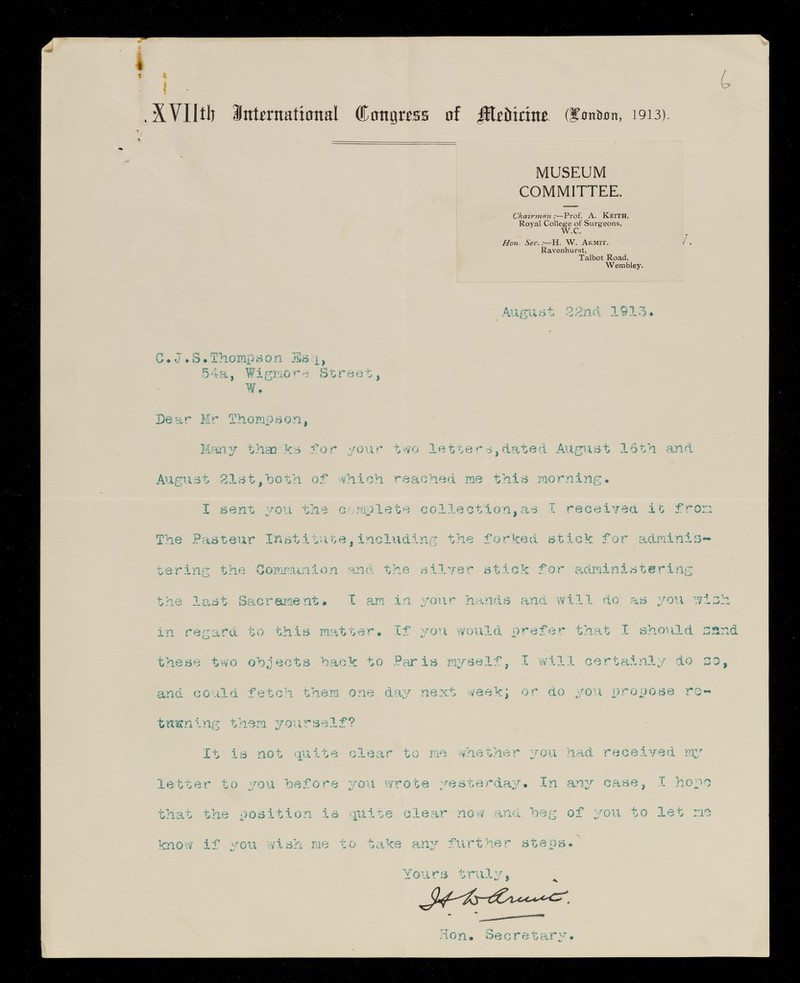 6
XVIIth International Congress of Medicine (London, 1913).
MUSEUM
COMMITTEE.
Chairman :—Prof. A. KEITH,
Royal College of Surgeons,
W.C.
Hon. Sec. :—H. W. ARMIT.
Ravenhurst,
Talbot Road,
Wembley.
August 22nd 1913.
C.J.S.Thompson Esq,
54a, Wigmore Street,
W.
Dear Mr Thompson,
Many thanks for your two letters,dated August 16th and
August 21st,both of which reached me this morning.
I sent you the complete collection,as I received it from
The Pasteur Institute,including the forked stick for adminis-
tering the Communion and the silver stick for administering
the last Sacrament. I am in your hands and will do as you wish
in regard to this matter. If you would prefer that I should send
these two objects back to Paris myself, I will certainly do so,
and could fetch them one day next week; or do you propose re-
turning them yourself?
It is not quite clear to me whether you had received my
letter to you before you wrote yesterday. In any case, I hope
that the position is quite clear now and beg of you to let me
know if you wish me to take any further steps.
Yours truly,
H W Armit.
Hon. Secretary.